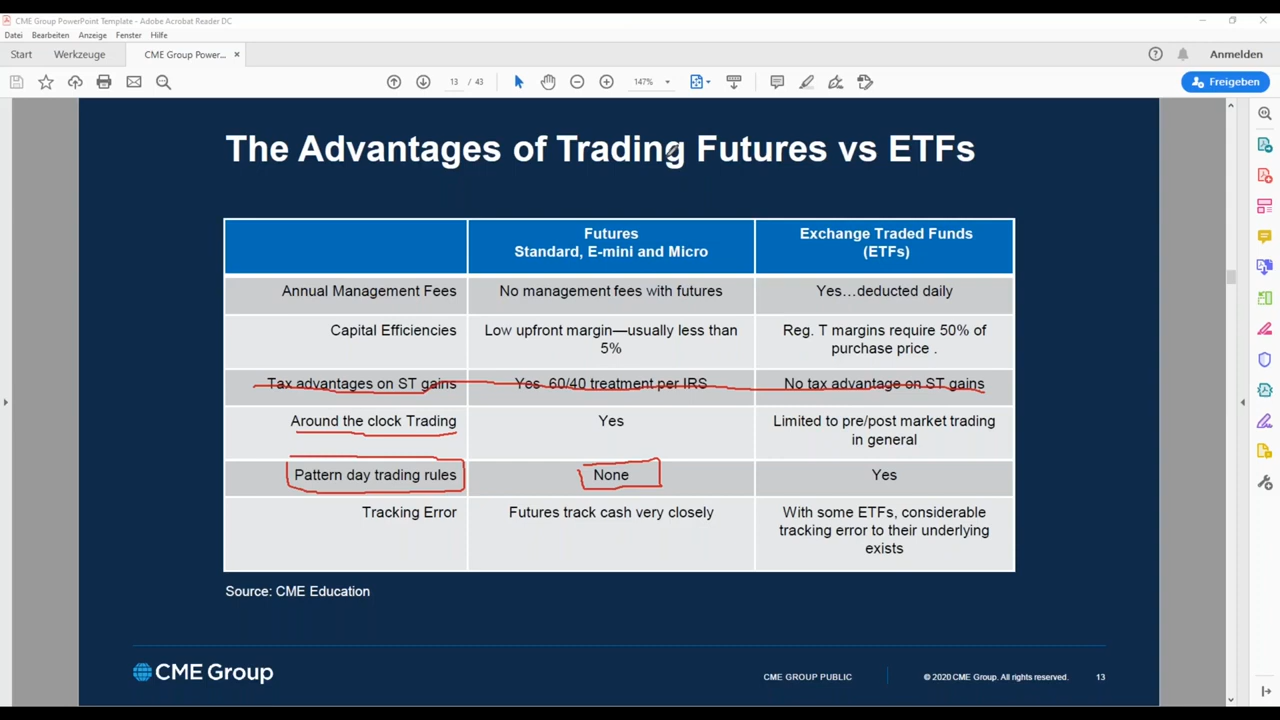 CME Group PowerPoint Template - Adobe Acrobat Reader DC
Datei Bearbeiten Anzeige Fenster Hilfe
Start Werkzeuge CME Group Power... × Anmelden
13 / 43 147% Freigeben
The Advantages of Trading Futures vs ETFs
Futures
Standard, E-mini and Micro
Exchange Traded Funds
(ETFs)
Annual Management Fees
No management fees with futures
Yes…deducted daily
Capital Efficiencies
Low upfront margin—usually less than
5%
Reg. T margins require 50% of
purchase price .
Tax advantages on ST gains
Yes 60/40 treatment per IRS
No tax advantage on ST gains
Around the clock Trading
Yes
Limited to pre/post market trading
in general
Pattern day trading rules
None
Yes
Tracking Error
Futures track cash very closely
With some ETFs, considerable
tracking error to their underlying
exists
Source: CME Education
CME Group
CME GROUP PUBLIC
© 2020 CME Group. All rights reserved.
13